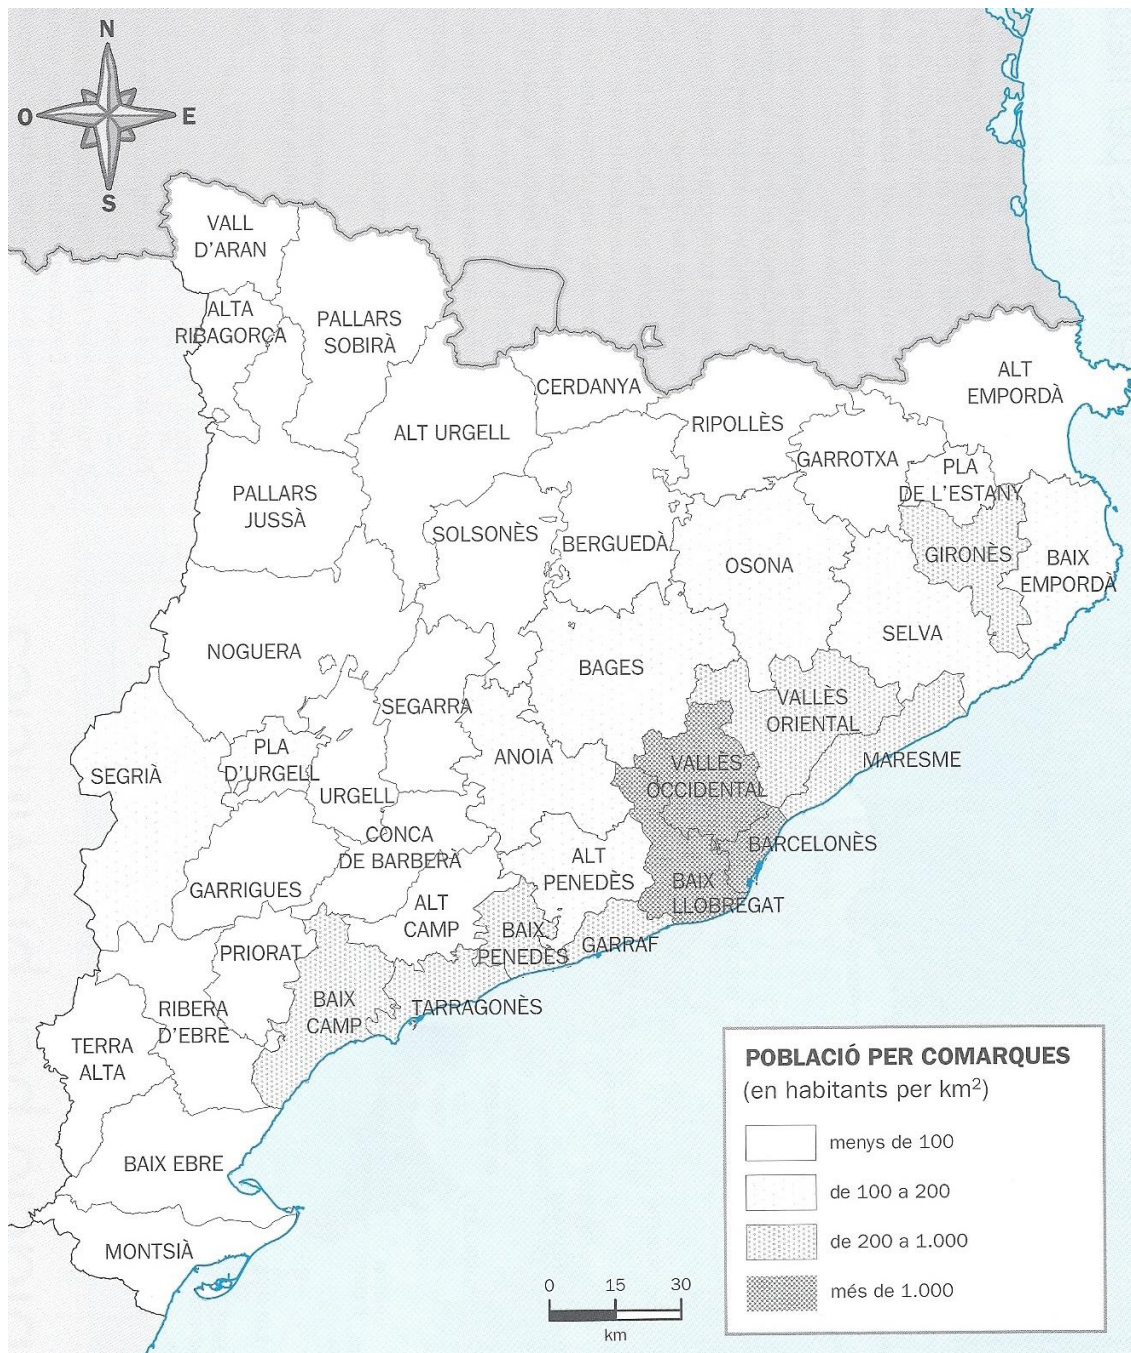 N
O
E
S
VALL
D'ARAN
ALTA
RIBAGORÇA
PALLARS
SOBIRÀ
CERDANYA
ALT
EMPORDÀ
ALT URGELL
RIPOLLÈS
GARROTXA
PLA
DE L'ESTANY
PALLARS
JUSSÀ
SOLSONÈS
BERGUEDÀ
OSONA
GIRONÈS
BAIX
EMPORDÀ
NOGUERA
BAGES
SELVA
SEGARRA
VALLÈS
ORIENTAL
SEGRIÀ
PLA
D'URGELL
URGELL
ANOIA
VALLÈS
OCCIDENTAL
MARESME
CONCA
DE BARBERÀ
BARCELONÈS
GARRIGUES
ALT
PENEDÈS
BAIX
LLOBREGAT
ALT
CAMP
PRIORAT
BAIX
PENEDÈS
GARRAF
RIBERA
D'EBRE
BAIX
CAMP
TARRAGONÈS
TERRA
ALTA
BAIX EBRE
MONTSIÀ
POBLACIÓ PER COMARQUES
(en habitants per km²)
menys de 100
de 100 a 200
de 200 a 1.000
més de 1.000
0 15 30
km